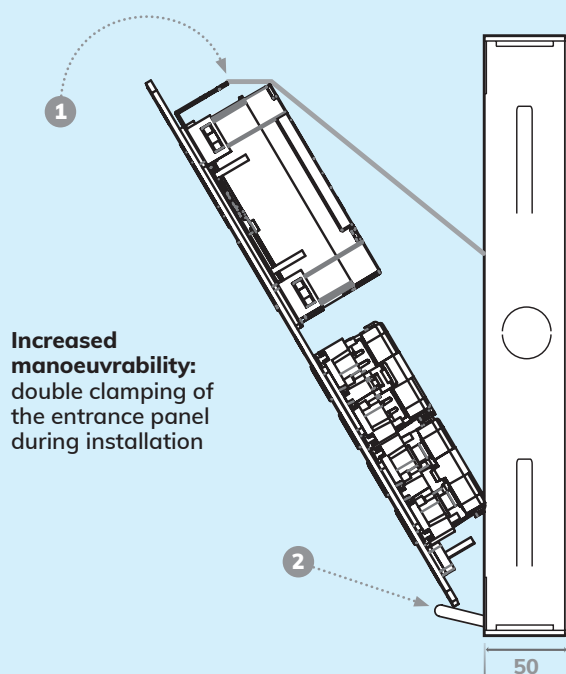 1
Increased
manoeuvrability:
double clamping of
the entrance panel
during installation
2
50